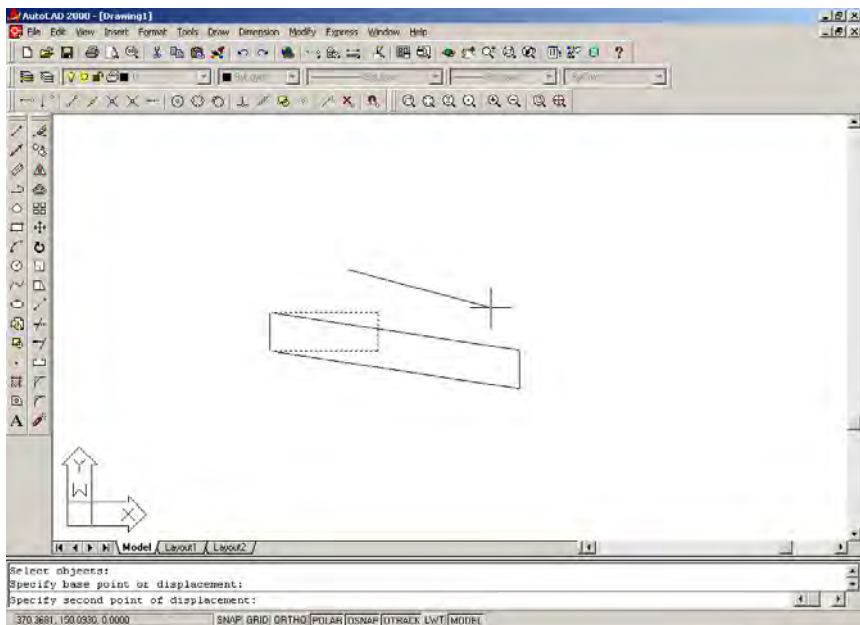 AutoCAD 2000 - [Drawing1]
File Edit View Insert Format Tools Draw Dimension Modify Express Window Help
ByLayer
A
Y
W
X
Model Layout1 Layout2
Select objects:
Specify base point or displacement:
Specify second point of displacement:
370.3681, 150.0930, 0.0000 SNAP GRID ORTHO POLAR OSNAP OTRACK LWT MODEL